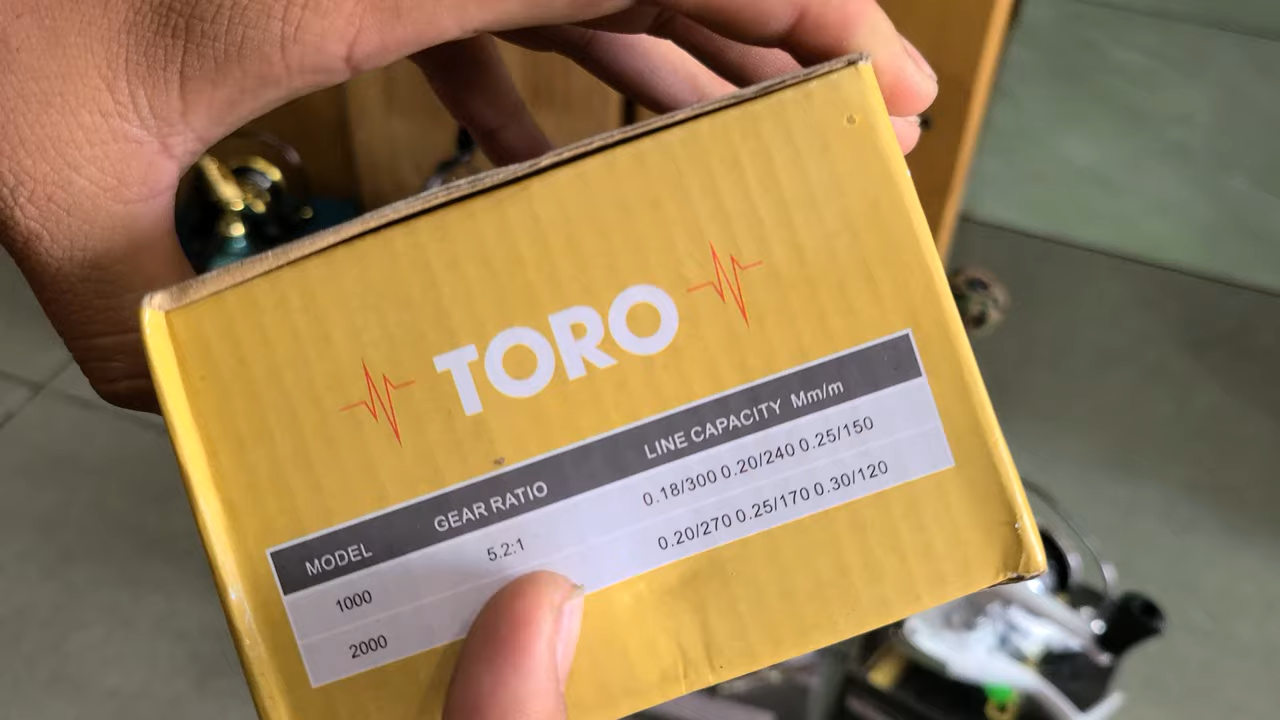 TORO
MODEL GEAR RATIO LINE CAPACITY Mm/m
1000 5.2:1 0.18/300 0.20/240 0.25/150
2000 0.20/270 0.25/170 0.30/120